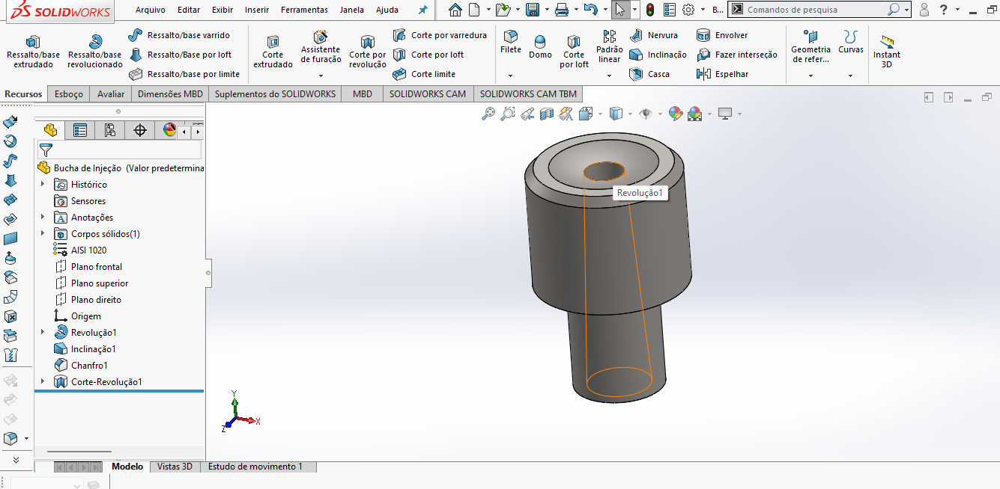 SOLIDWORKS Arquivo Editar Exibir Inserir Ferramentas Janela Ajuda B... Comandos de pesquisa ?
Ressalto/base extrudado
Ressalto/base revolucionado
Ressalto/base varrido
Ressalto/Base por loft
Ressalto/base por limite
Corte extrudado
Assistente de furação
Corte por revolução
Corte por varredura
Corte por loft
Corte limite
Filete
Domo
Corte por loft
Padrão linear
Nervura
Inclinação
Casca
Envolver
Fazer interseção
Espelhar
Geometria de refer...
Curvas
Instant 3D
Recursos Esboço Avaliar Dimensões MBD Suplementos do SOLIDWORKS MBD SOLIDWORKS CAM SOLIDWORKS CAM TBM
Bucha de Injeção (Valor predetermina
Histórico
Sensores
Anotações
Corpos sólidos(1)
AISI 1020
Plano frontal
Plano superior
Plano direito
Origem
Revolução1
Inclinação1
Chanfro1
Corte-Revolução1
Revolução1
Y
X
Z
Modelo Vistas 3D Estudo de movimento 1